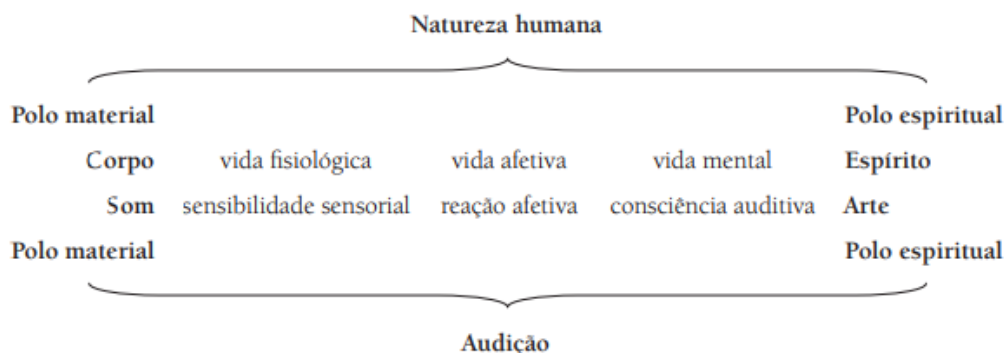 Natureza humana
Polo material Polo espiritual
Corpo vida fisiológica vida afetiva vida mental Espírito
Som sensibilidade sensorial reação afetiva consciência auditiva Arte
Polo material Polo espiritual
Audição